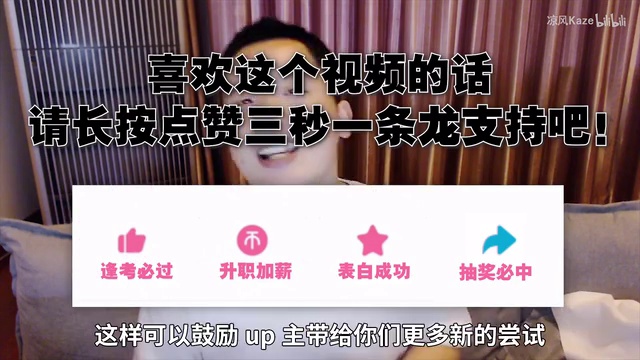 凉风Kaze bilibili
喜欢这个视频的话
请长按点赞三秒一条龙支持吧！
逢考必过 升职加薪 表白成功 抽奖必中
这样可以鼓励 up 主带给你们更多新的尝试